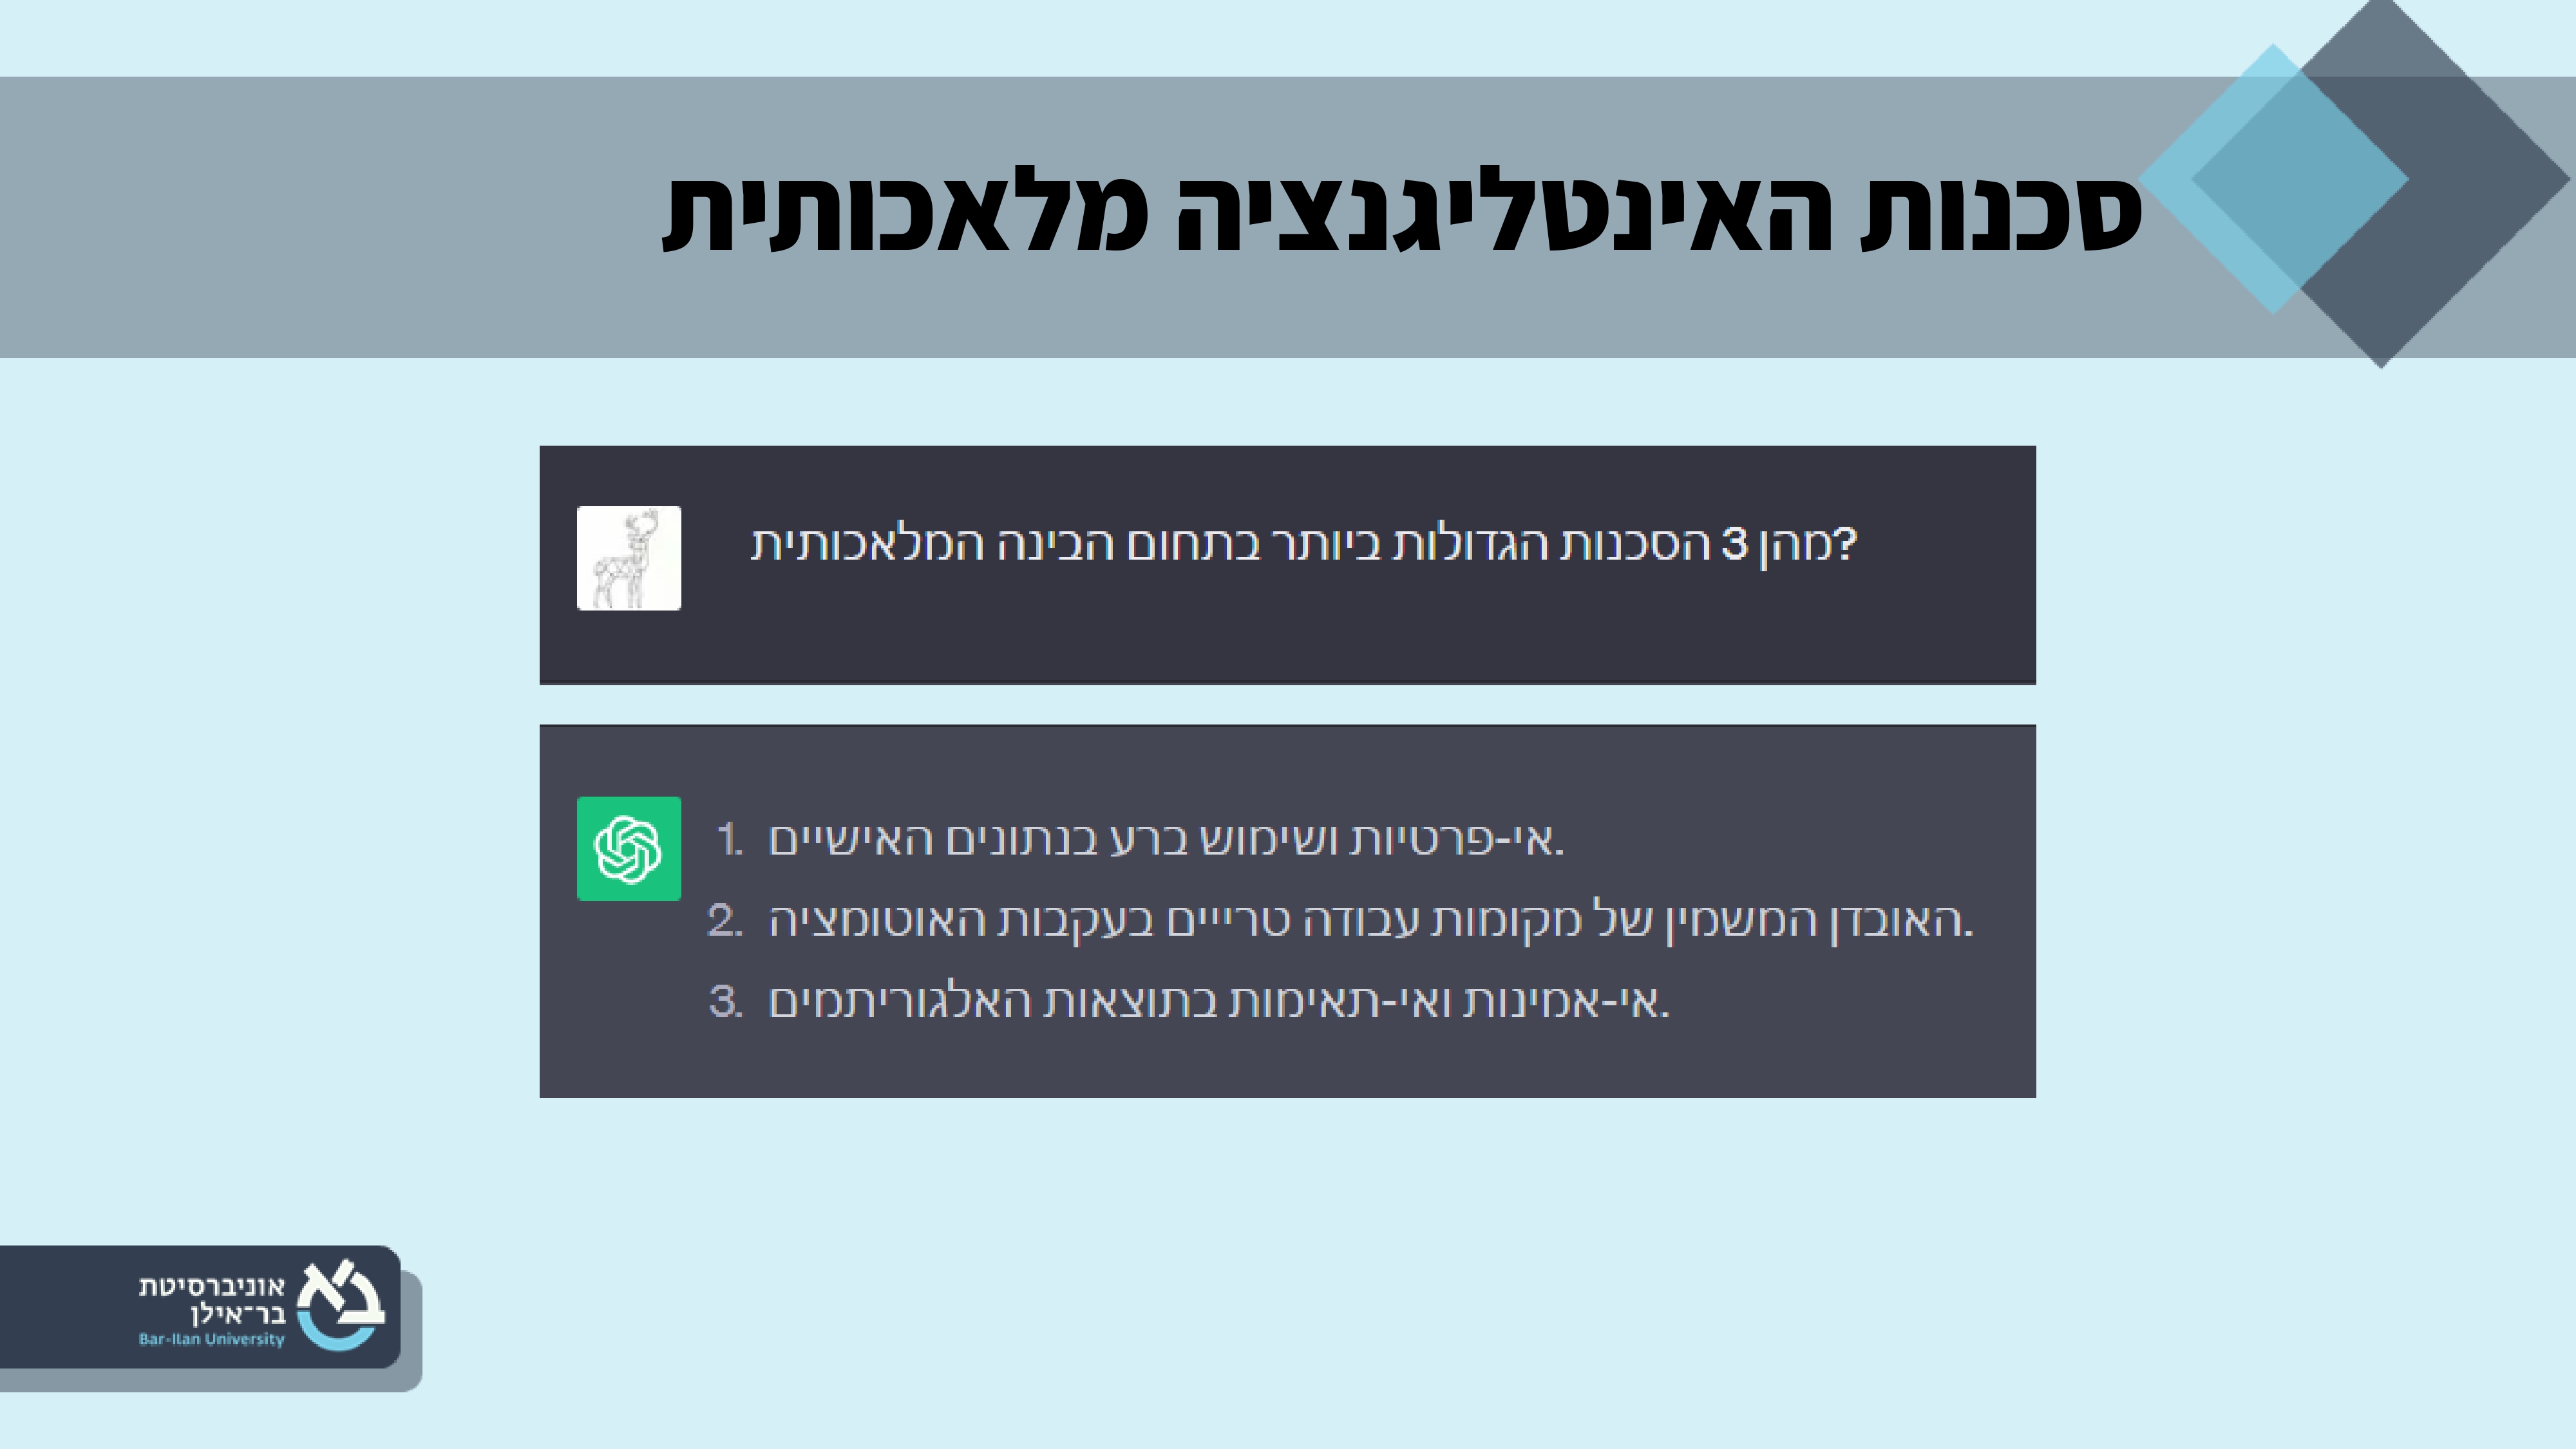 סכנות האינטליגנציה מלאכותית
מהן 3 הסכנות הגדולות ביותר בתחום הבינה המלאכותית?
1. אי-פרטיות ושימוש ברע בנתונים האישיים.
2. האובדן המשמין של מקומות עבודה טרייים בעקבות האוטומציה.
3. אי-אמינות ואי-תאימות בתוצאות האלגוריתמים.
אוניברסיטת
בר־אילן
Bar-Ilan University